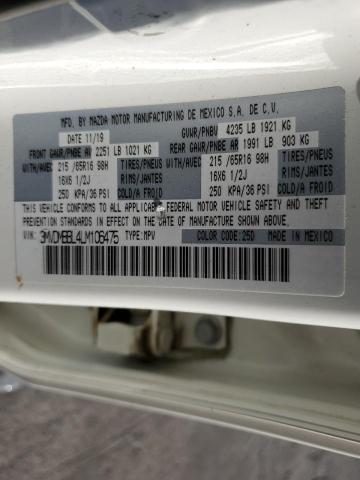 MFD. BY MAZDA MOTOR MANUFACTURING DE MEXICO S.A. DE C.V.
DATE 11/19 GVWR/PNBV 4235 LB 1921 KG
FRONT GAWR/PNBE AV 2251 LB 1021 KG REAR GAWR/PNBE AR 1991 LB 903 KG
WITH/AVEC 215 /65R16 98H TIRES/PNEUS WITH/AVEC 215 /65R16 98H TIRES/PNEUS
16X6 1/2J RIMS/JANTES 16X6 1/2J RIMS/JANTES
250 KPA/36 PSI COLD/A FROID 250 KPA/36 PSI COLD/A FROID
THIS VEHICLE CONFORMS TO ALL APPLICABLE FEDERAL MOTOR VEHICLE SAFETY, BUMPER, AND
THEFT PREVENTION STANDARDS IN EFFECT ON THE DATE OF MANUFACTURE SHOWN ABOVE.
COLOR CODE: 25D MADE IN MEXICO
VIN: 3MVDMBBL4LM106475 TYPE: MPV